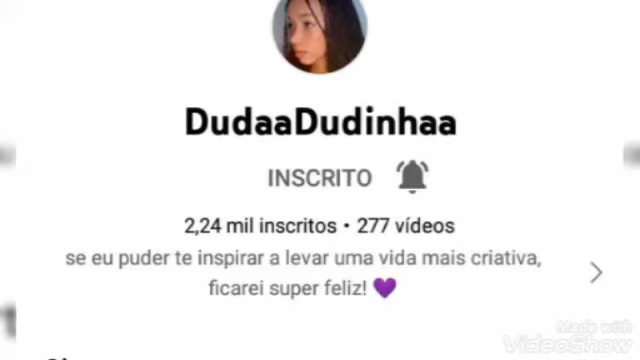 DudaaDudinhaa
INSCRITO
2,24 mil inscritos • 277 vídeos
se eu puder te inspirar a levar uma vida mais criativa,
ficarei super feliz! 💜
Made with
VideoShow